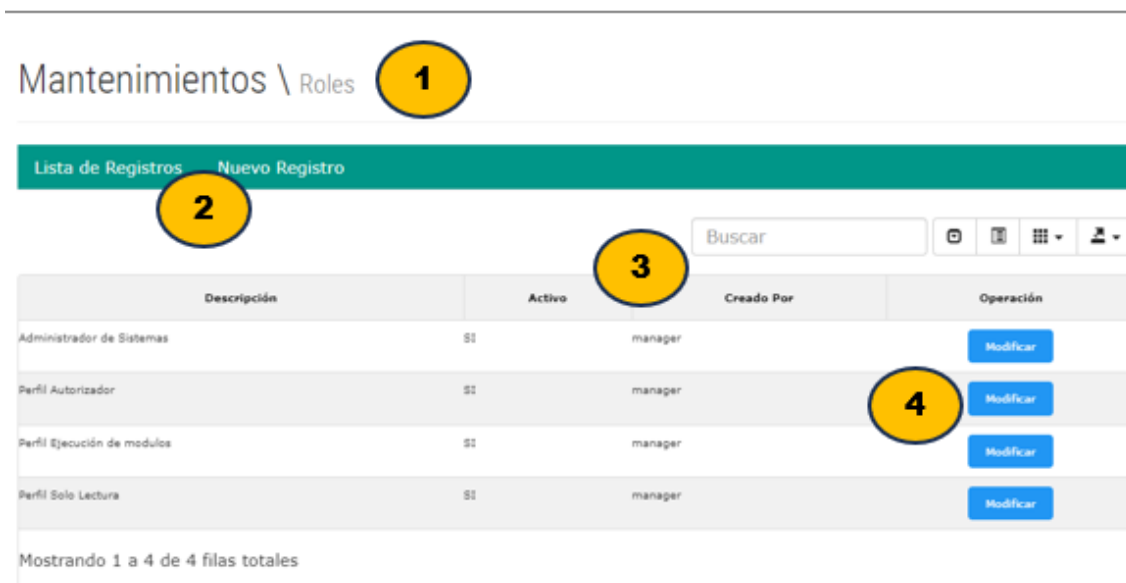 Mantenimientos \ Roles
1
Lista de Registros Nuevo Registro
2
Buscar
3
Descripción Activo Creado Por Operación
Administrador de Sistemas SI manager Modificar
Perfil Autorizador SI manager Modificar
4
Perfil Ejecución de modulos SI manager Modificar
Perfil Solo Lectura SI manager Modificar
Mostrando 1 a 4 de 4 filas totales